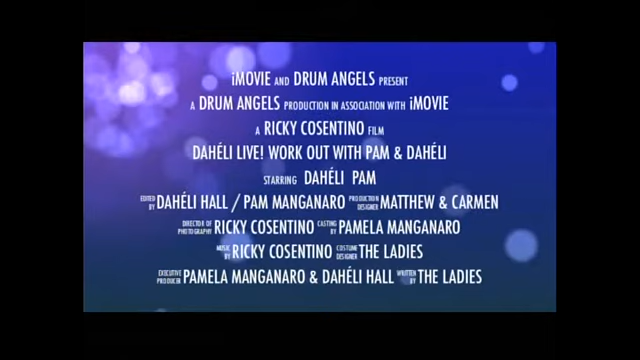 iMOVIE AND DRUM ANGELS PRESENT
A DRUM ANGELS PRODUCTION IN ASSOCIATION WITH iMOVIE
A RICKY COSENTINO FILM
DAHÉLI LIVE! WORK OUT WITH PAM & DAHÉLI
STARRING DAHÉLI PAM
EDITED BY DAHÉLI HALL / PAM MANGANARO PRODUCTION DESIGNER MATTHEW & CARMEN
DIRECTOR OF PHOTOGRAPHY RICKY COSENTINO CASTING BY PAMELA MANGANARO
MUSIC BY RICKY COSENTINO COSTUME DESIGNER THE LADIES
EXECUTIVE PRODUCER PAMELA MANGANARO & DAHÉLI HALL WRITTEN BY THE LADIES